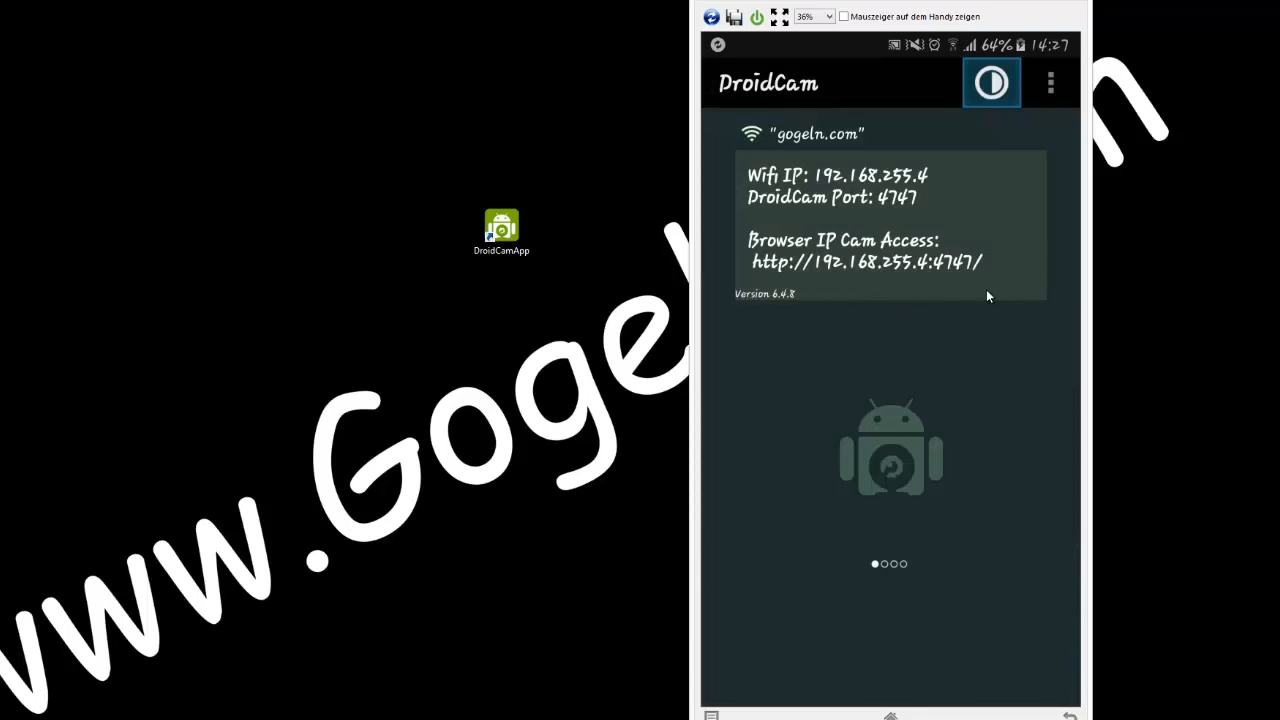 36%
Mauszeiger auf dem Handy zeigen
64% 14:27
DroidCam
"gogeln.com"
Wifi IP: 192.168.255.4
DroidCam Port: 4747
Browser IP Cam Access:
http://192.168.255.4:4747/
Version 6.4.8
DroidCamApp
www.Gogel
n